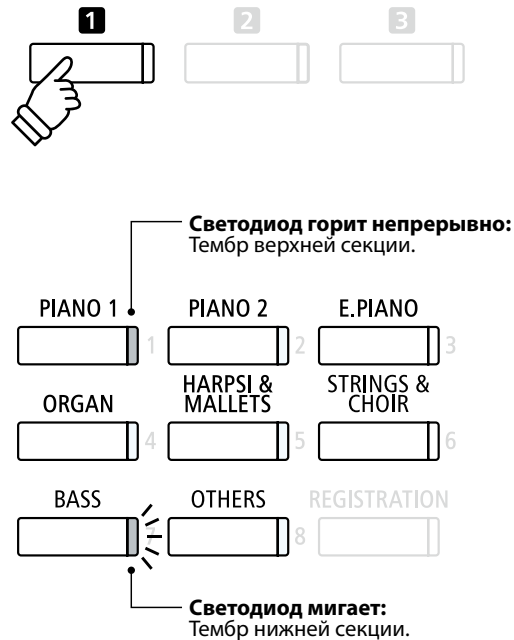 1 2 3
Светодиод горит непрерывно:
Тембр верхней секции.
PIANO 1 PIANO 2 E.PIANO
1 2 3
ORGAN HARPSI & MALLETS STRINGS & CHOIR
4 5 6
BASS OTHERS REGISTRATION
7 8
Светодиод мигает:
Тембр нижней секции.